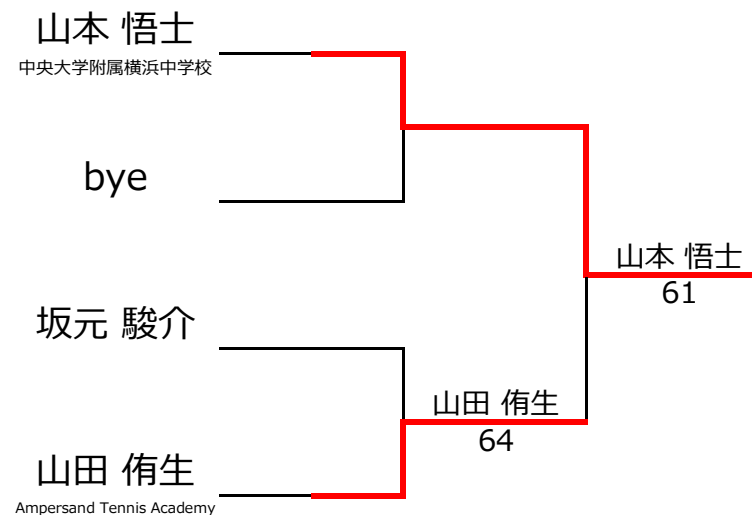 山本 悟士
中央大学附属横浜中学校
bye
山本 悟士
61
坂元 駿介
山田 侑生
64
山田 侑生
Ampersand Tennis Academy